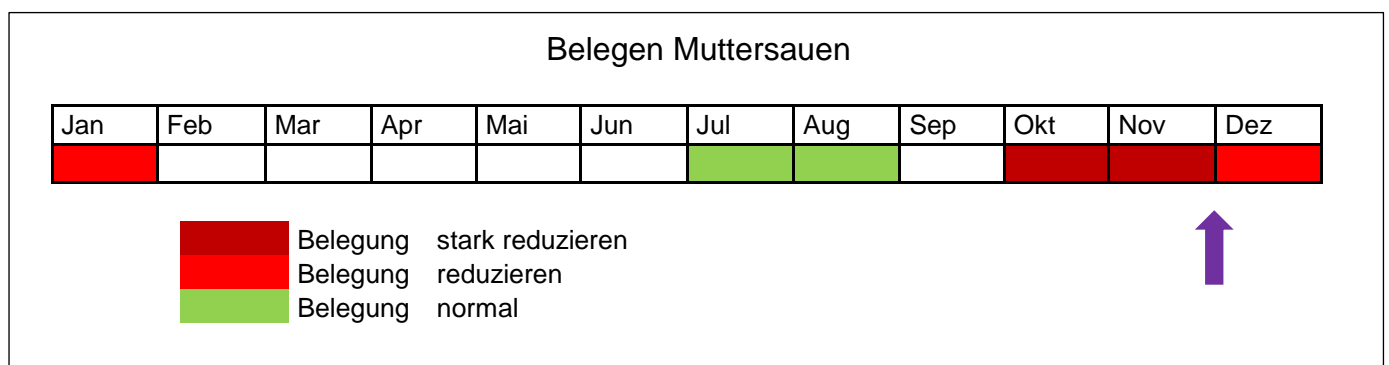 Belegen Muttersauen
Jan Feb Mar Apr Mai Jun Jul Aug Sep Okt Nov Dez
Belegung stark reduzieren
Belegung reduzieren
Belegung normal